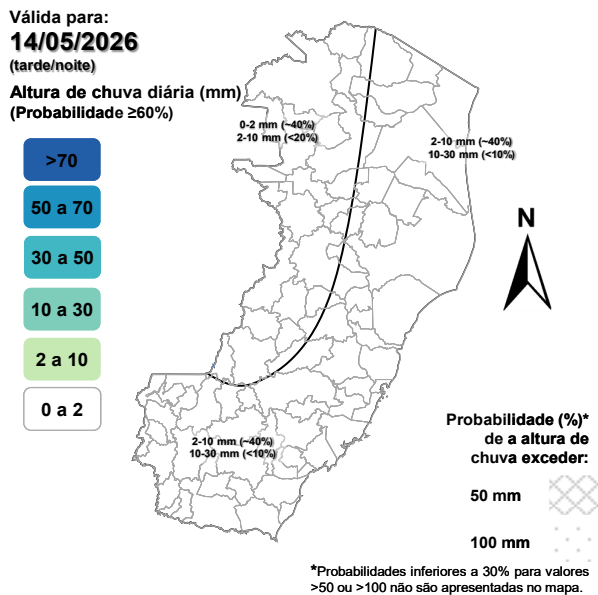 Válida para:
14/05/2026
(tarde/noite)
Altura de chuva diária (mm)
(Probabilidade ≥60%)
>70
50 a 70
30 a 50
10 a 30
2 a 10
0 a 2
0-2 mm (~40%)
2-10 mm (<20%)
2-10 mm (~40%)
10-30 mm (<10%)
N
2-10 mm (~40%)
10-30 mm (<10%)
Probabilidade (%)*
de a altura de
chuva exceder:
50 mm
100 mm
*Probabilidades inferiores a 30% para valores
>50 ou >100 não são apresentadas no mapa.